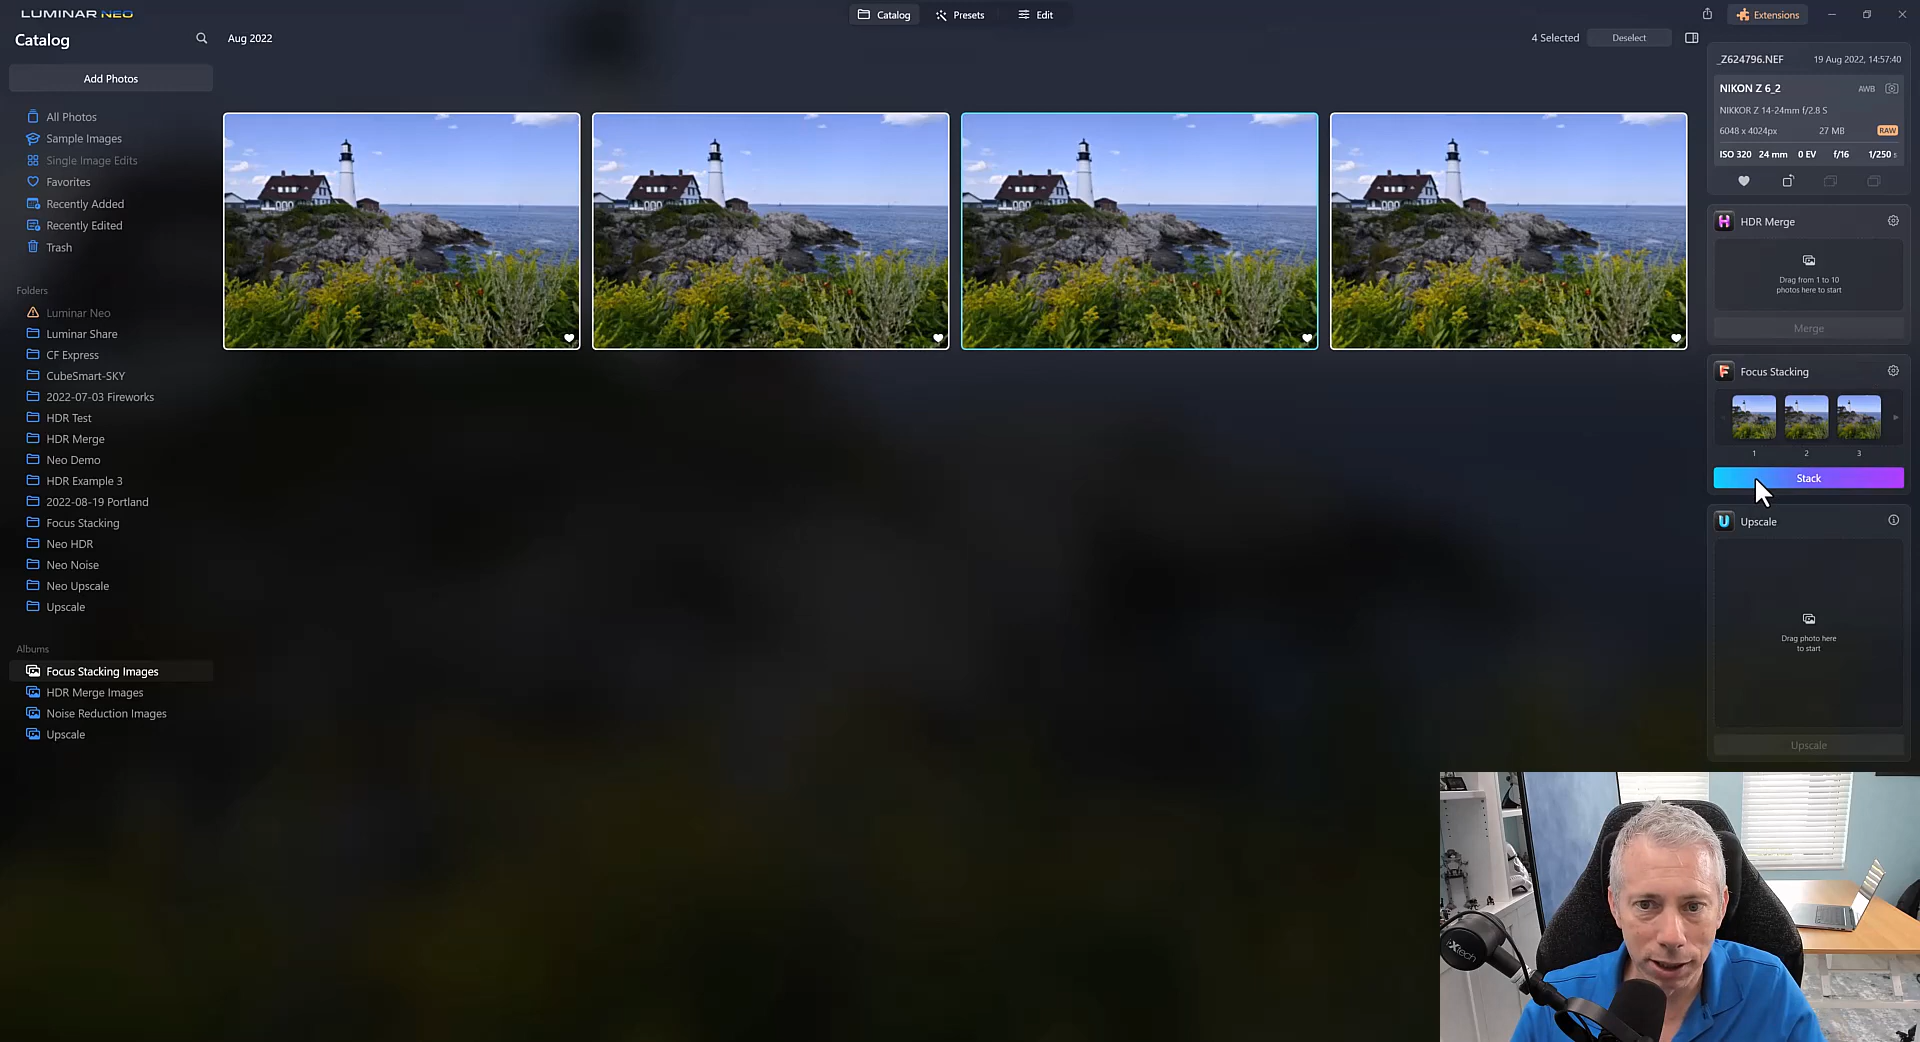 LUMINAR NEO
Catalog
Presets
Edit
Extensions
Catalog
Aug 2022
4 Selected
Deselect
Add Photos
All Photos
Sample Images
Single Image Edits
Favorites
Recently Added
Recently Edited
Trash
Folders
Luminar Neo
Luminar Share
CF Express
CubeSmart-SKY
2022-07-03 Fireworks
HDR Test
HDR Merge
Neo Demo
HDR Example 3
2022-08-19 Portland
Focus Stacking
Neo HDR
Neo Noise
Neo Upscale
Upscale
Albums
Focus Stacking Images
HDR Merge Images
Noise Reduction Images
Upscale
_Z624796.NEF 19 Aug 2022, 14:57:40
NIKON Z 6_2 AWB
NIKKOR Z 14-24mm f/2.8 S
6048 x 4024px 27 MB RAW
ISO 320 24 mm 0 EV f/16 1/250 s
H HDR Merge
Drag from 1 to 10
photos here to start
Merge
F Focus Stacking
1 2 3
Stack
U Upscale
Drag photo here
to start
Upscale